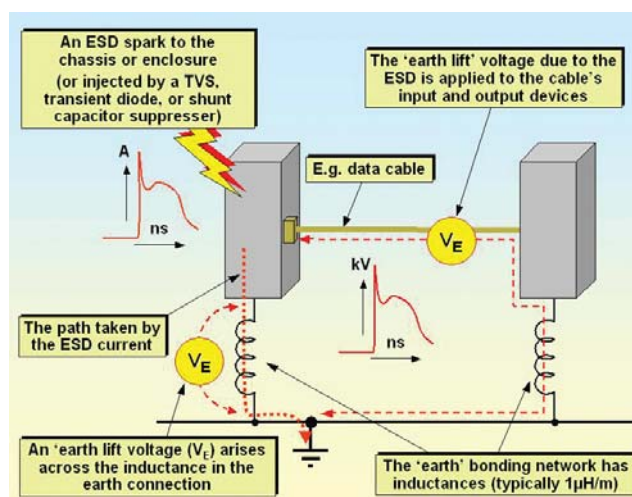 An ESD spark to the
chassis or enclosure
(or injected by a TVS,
transient diode, or shunt
capacitor suppresser)
The ‘earth lift’ voltage due to the
ESD is applied to the cable’s
input and output devices
A
ns
E.g. data cable
VE
kV
ns
The path taken by
the ESD current
VE
An ‘earth lift voltage (VE) arises
across the inductance in the
earth connection
The ‘earth’ bonding network has
inductances (typically 1µH/m)